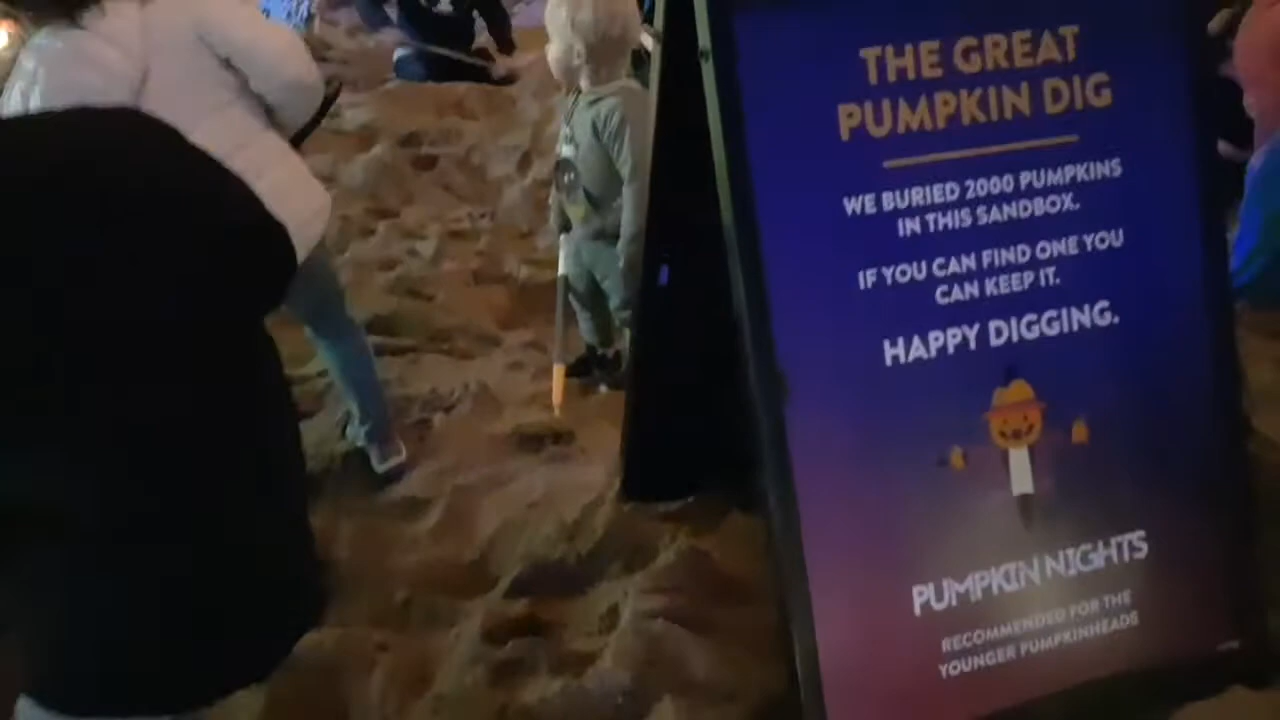 THE GREAT
PUMPKIN DIG
WE BURIED 2000 PUMPKINS
IN THIS SANDBOX.
IF YOU CAN FIND ONE YOU
CAN KEEP IT.
HAPPY DIGGING.
PUMPKIN NIGHTS
RECOMMENDED FOR THE
YOUNGER PUMPKINHEADS